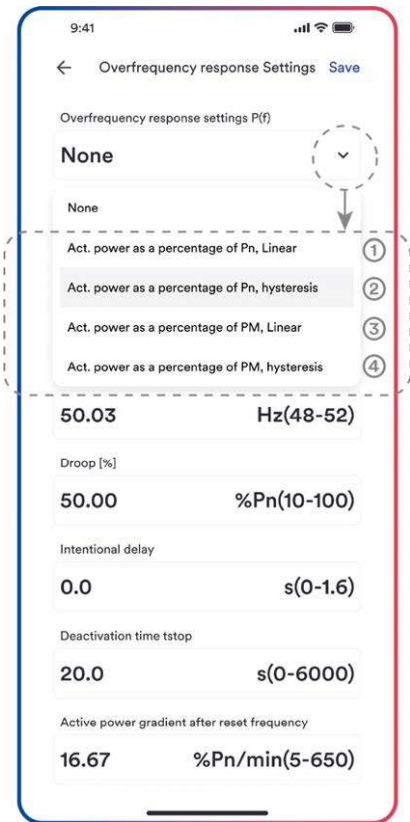 9:41
Overfrequency response Settings Save
Overfrequency response settings P(f)
None
None
Act. power as a percentage of Pn, Linear ①
Act. power as a percentage of Pn, hysteresis ②
Act. power as a percentage of PM, Linear ③
Act. power as a percentage of PM, hysteresis ④
50.03 Hz(48-52)
Droop [%]
50.00 %Pn(10-100)
Intentional delay
0.0 s(0-1.6)
Deactivation time tstop
20.0 s(0-6000)
Active power gradient after reset frequency
16.67 %Pn/min(5-650)